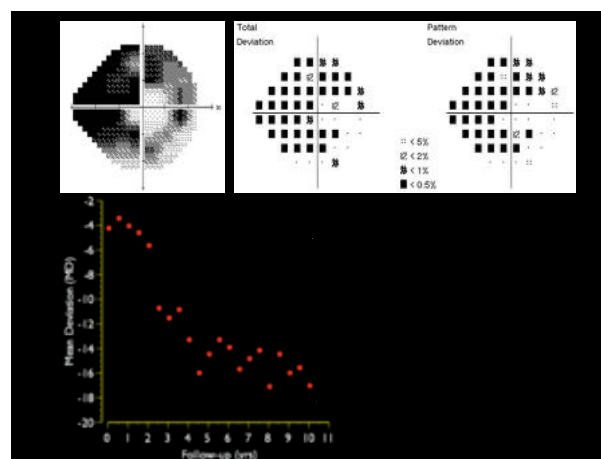 Total
Deviation
Pattern
Deviation
< 5%
< 2%
< 1%
< 0.5%
-2
-4
-6
-8
-10
-12
-14
-16
-18
-20
Mean Deviation (MD)
0 1 2 3 4 5 6 7 8 9 10 11
Follow-up (yrs)